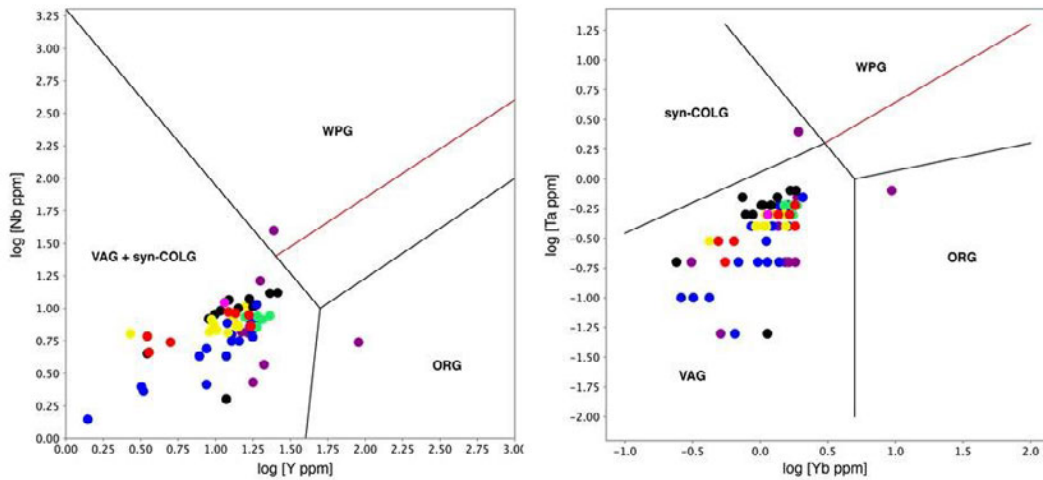 3.25
3.00
2.75
2.50
2.25
2.00
1.75
1.50
1.25
1.00
0.75
0.50
0.25
0.00
log [Nb ppm]
WPG
VAG + syn-COLG
ORG
0.00 0.25 0.50 0.75 1.00 1.25 1.50 1.75 2.00 2.25 2.50 2.75 3.00
log [Y ppm]
1.25
1.00
0.75
0.50
0.25
0.00
−0.25
−0.50
−0.75
−1.00
−1.25
−1.50
−1.75
−2.00
log [Ta ppm]
WPG
syn-COLG
ORG
VAG
−1.0 −0.5 0.0 0.5 1.0 1.5 2.0
log [Yb ppm]